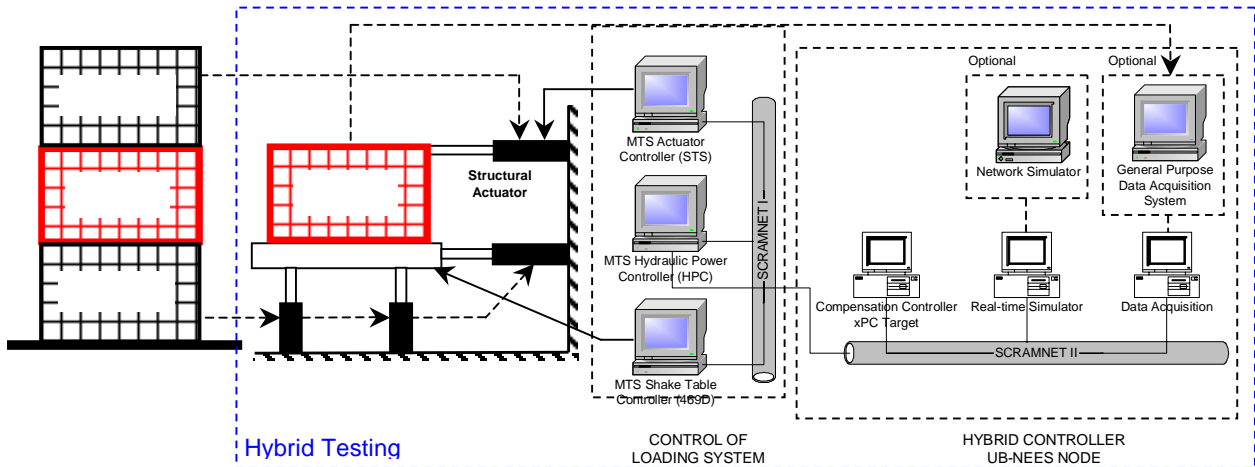 Optional
Optional
MTS Actuator
Controller (STS)
Structural
Actuator
Network Simulator
General Purpose
Data Acquisition
System
SCRAMNET I
MTS Hydraulic Power
Controller (HPC)
Compensation Controller
xPC Target
Real-time Simulator
Data Acquisition
SCRAMNET II
MTS Shake Table
Controller (469D)
Hybrid Testing
CONTROL OF
LOADING SYSTEM
HYBRID CONTROLLER
UB-NEES NODE